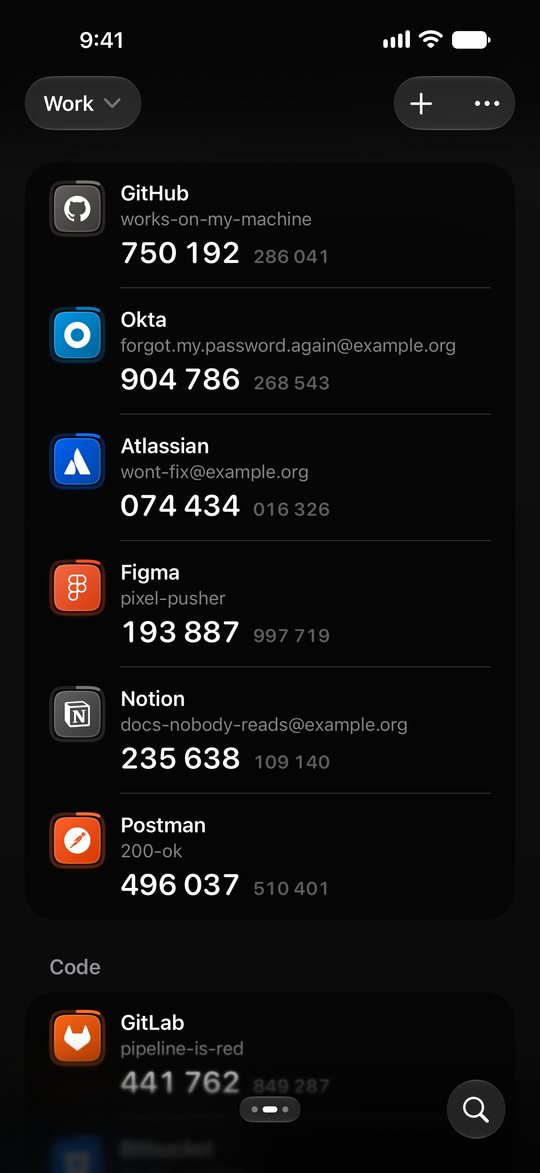 9:41
Work
GitHub
works-on-my-machine
750 192 286 041
Okta
forgot.my.password.again@example.org
904 786 268 543
Atlassian
wont-fix@example.org
074 434 016 326
Figma
pixel-pusher
193 887 997 719
Notion
docs-nobody-reads@example.org
235 638 109 140
Postman
200-ok
496 037 510 401
Code
GitLab
pipeline-is-red
441 762 849 287
Bitbucket